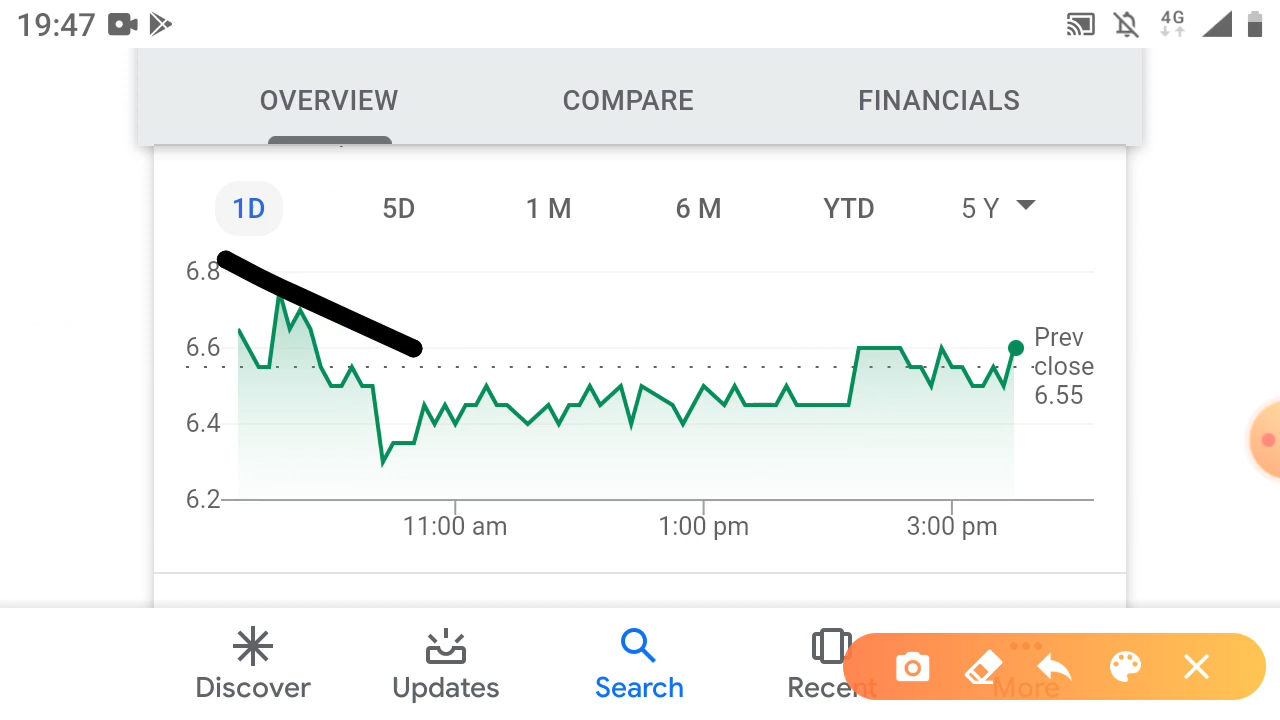 19:47 4G
OVERVIEW COMPARE FINANCIALS
1D 5D 1 M 6 M YTD 5 Y
6.8
6.6
6.4
6.2
Prev
close
6.55
11:00 am 1:00 pm 3:00 pm
Discover Updates Search Recent More